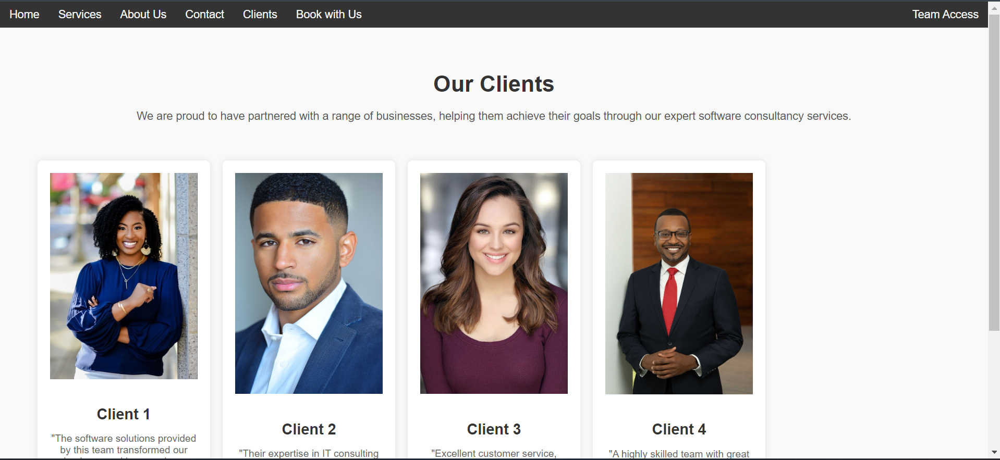 Home Services About Us Contact Clients Book with Us Team Access
Our Clients
We are proud to have partnered with a range of businesses, helping them achieve their goals through our expert software consultancy services.
Client 1
"The software solutions provided
by this team transformed our
Client 2
"Their expertise in IT consulting
Client 3
"Excellent customer service,
Client 4
"A highly skilled team with great